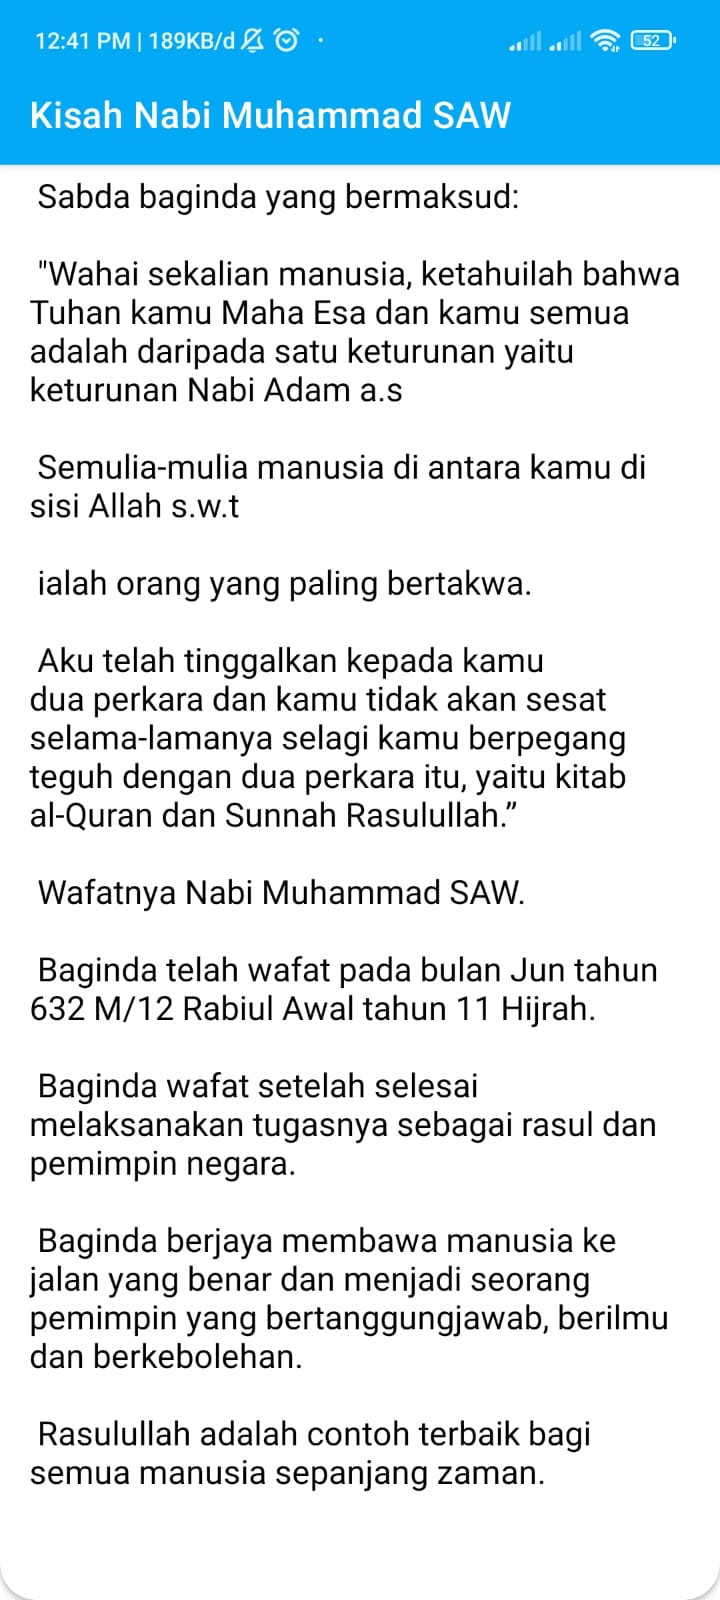 12:41 PM | 189KB/d
52
Kisah Nabi Muhammad SAW
Sabda baginda yang bermaksud:
"Wahai sekalian manusia, ketahuilah bahwa
Tuhan kamu Maha Esa dan kamu semua
adalah daripada satu keturunan yaitu
keturunan Nabi Adam a.s
Semulia-mulia manusia di antara kamu di
sisi Allah s.w.t
ialah orang yang paling bertakwa.
Aku telah tinggalkan kepada kamu
dua perkara dan kamu tidak akan sesat
selama-lamanya selagi kamu berpegang
teguh dengan dua perkara itu, yaitu kitab
al-Quran dan Sunnah Rasulullah.”
Wafatnya Nabi Muhammad SAW.
Baginda telah wafat pada bulan Jun tahun
632 M/12 Rabiul Awal tahun 11 Hijrah.
Baginda wafat setelah selesai
melaksanakan tugasnya sebagai rasul dan
pemimpin negara.
Baginda berjaya membawa manusia ke
jalan yang benar dan menjadi seorang
pemimpin yang bertanggungjawab, berilmu
dan berkebolehan.
Rasulullah adalah contoh terbaik bagi
semua manusia sepanjang zaman.